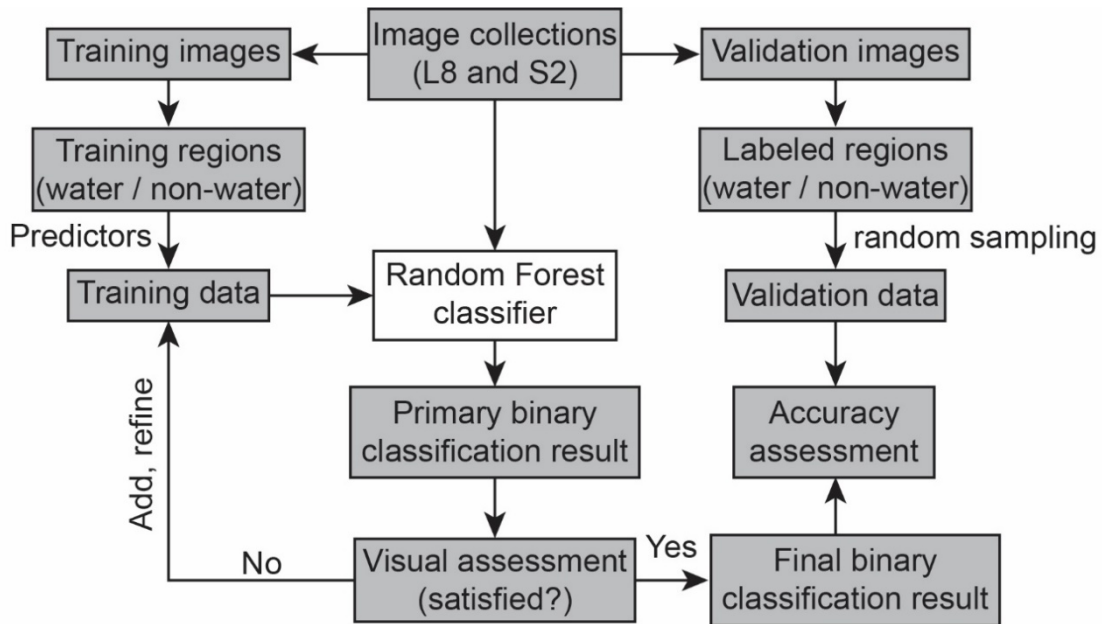 Training images
Image collections
(L8 and S2)
Validation images
Training regions
(water / non-water)
Labeled regions
(water / non-water)
Predictors
random sampling
Training data
Random Forest
classifier
Validation data
Add, refine
Primary binary
classification result
Accuracy
assessment
No
Visual assessment
(satisfied?)
Yes
Final binary
classification result